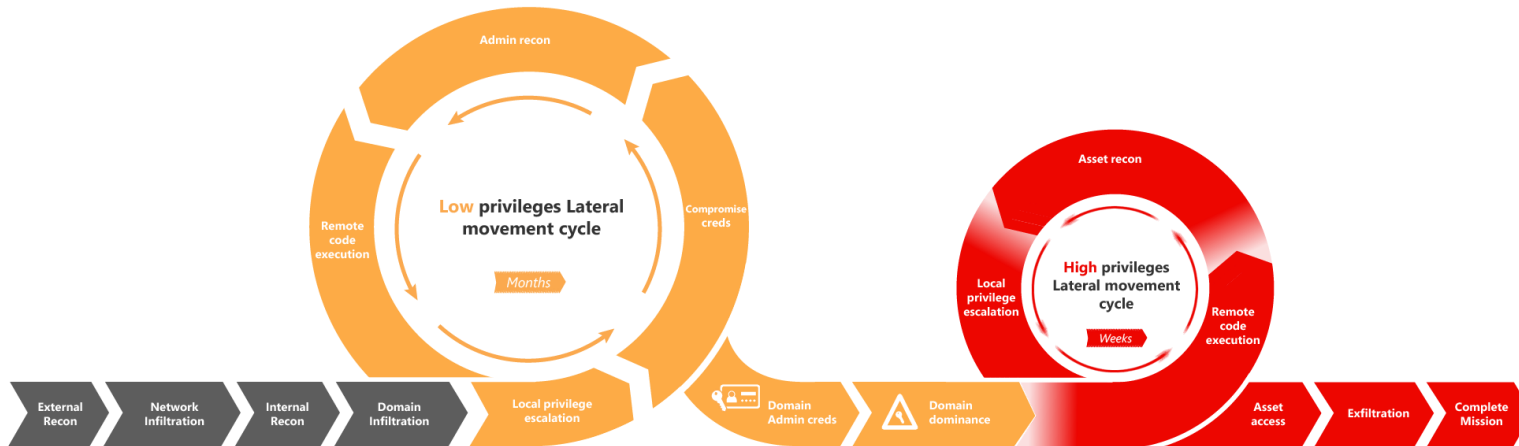 Admin recon
Compromise
creds
Remote
code
execution
Low privileges Lateral
movement cycle
Months
Asset recon
Local
privilege
escalation
High privileges
Lateral movement
cycle
Weeks
Remote
code
execution
External
Recon
Network
Infiltration
Internal
Recon
Domain
Infiltration
Local privilege
escalation
Domain
Admin creds
Domain
dominance
Asset
access
Exfiltration
Complete
Mission